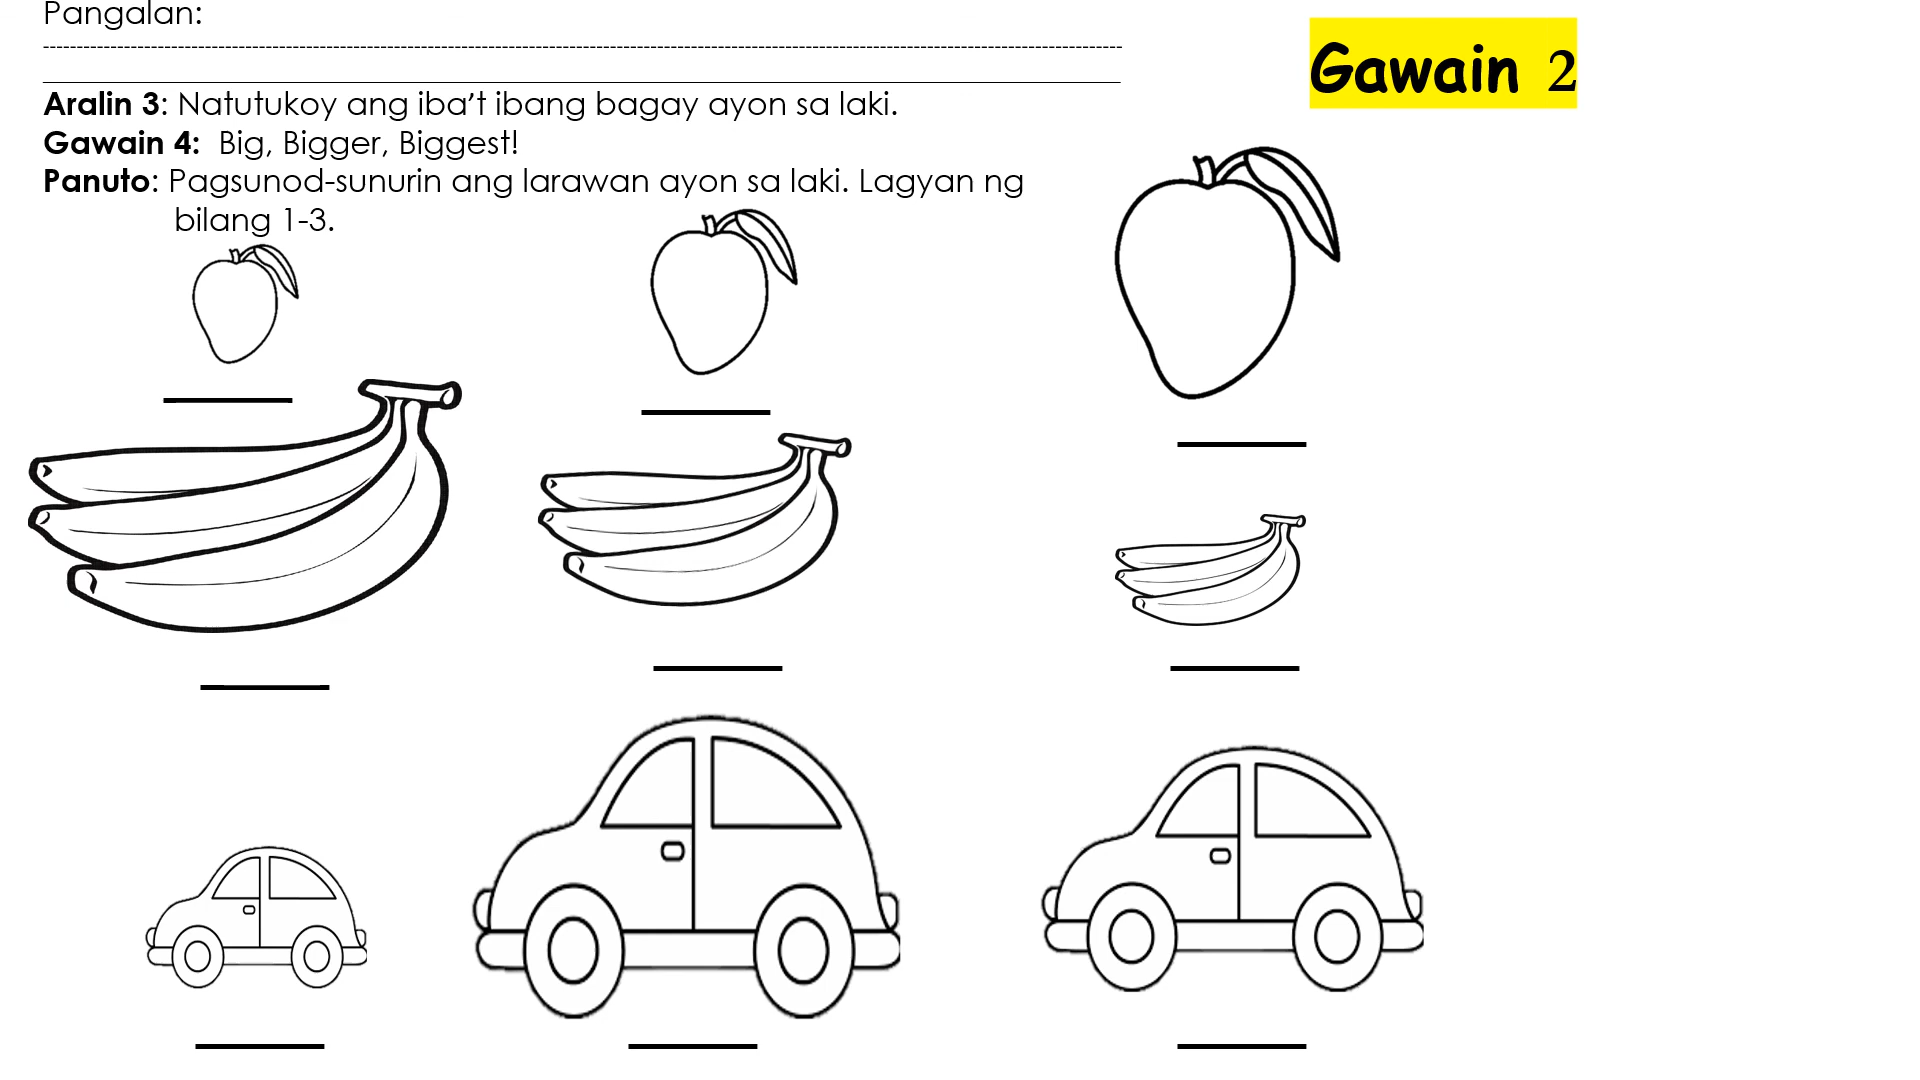 Pangalan:
Gawain 2
Aralin 3: Natutukoy ang iba’t ibang bagay ayon sa laki.
Gawain 4: Big, Bigger, Biggest!
Panuto: Pagsunod-sunurin ang larawan ayon sa laki. Lagyan ng
bilang 1-3.